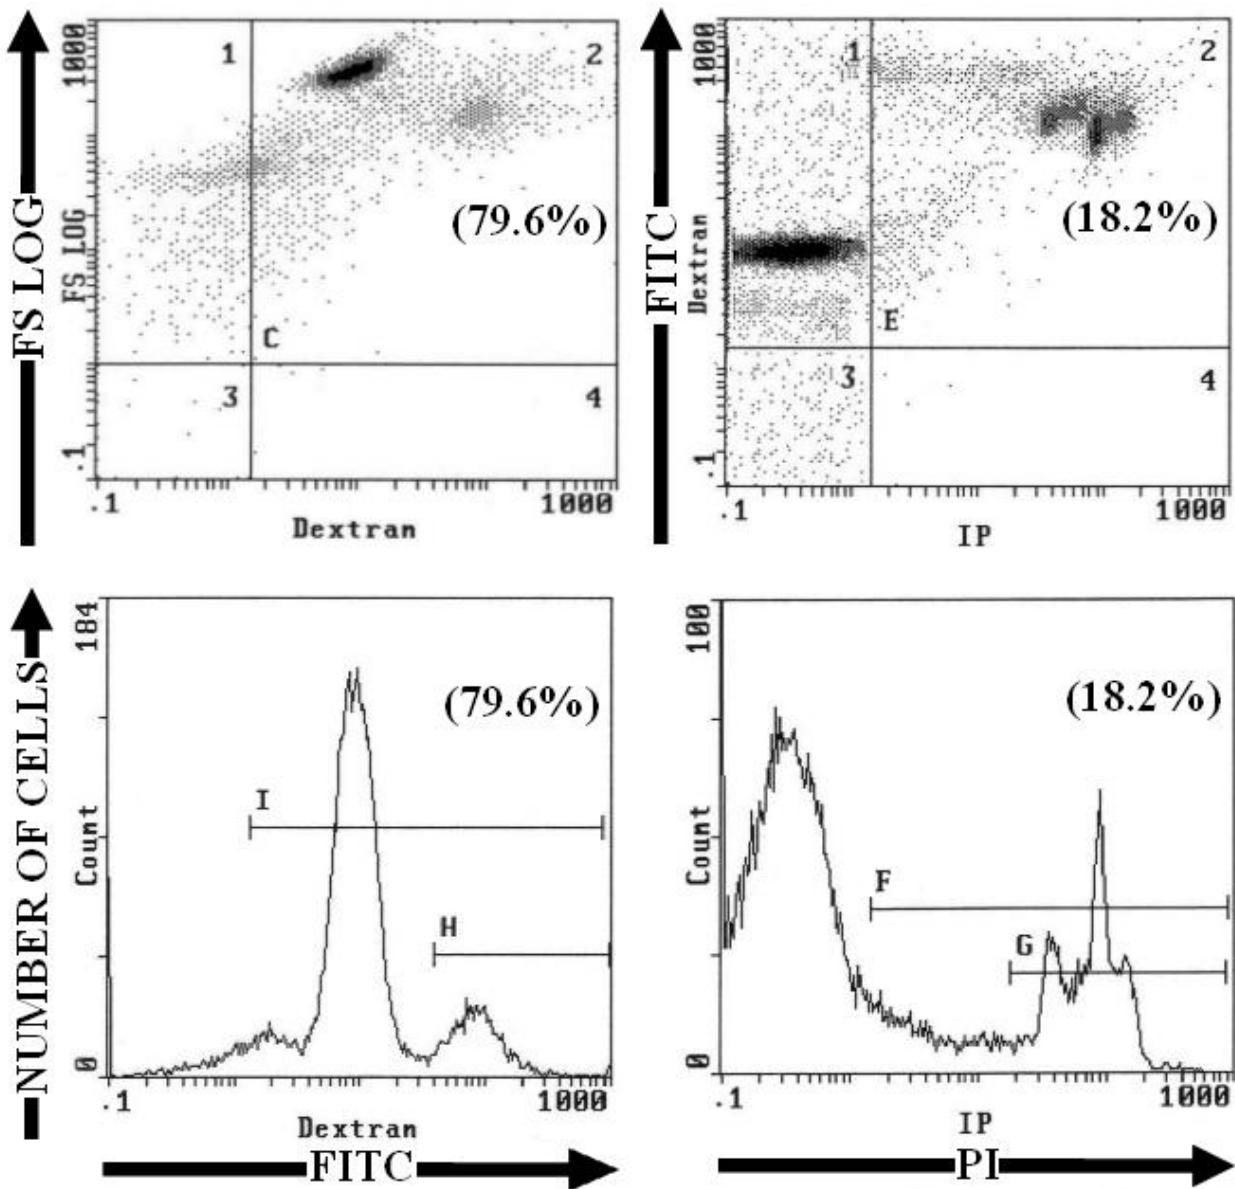 FS LOG
1000
FS LOG
.1
1
2
(79.6%)
C
3
4
.1
1000
Dextran
FITC
1000
Dextran
.1
1
2
(18.2%)
E
3
4
.1
1000
IP
NUMBER OF CELLS
184
Count
0
(79.6%)
I
H
.1
1000
Dextran
FITC
100
Count
0
(18.2%)
F
G
.1
1000
IP
PI